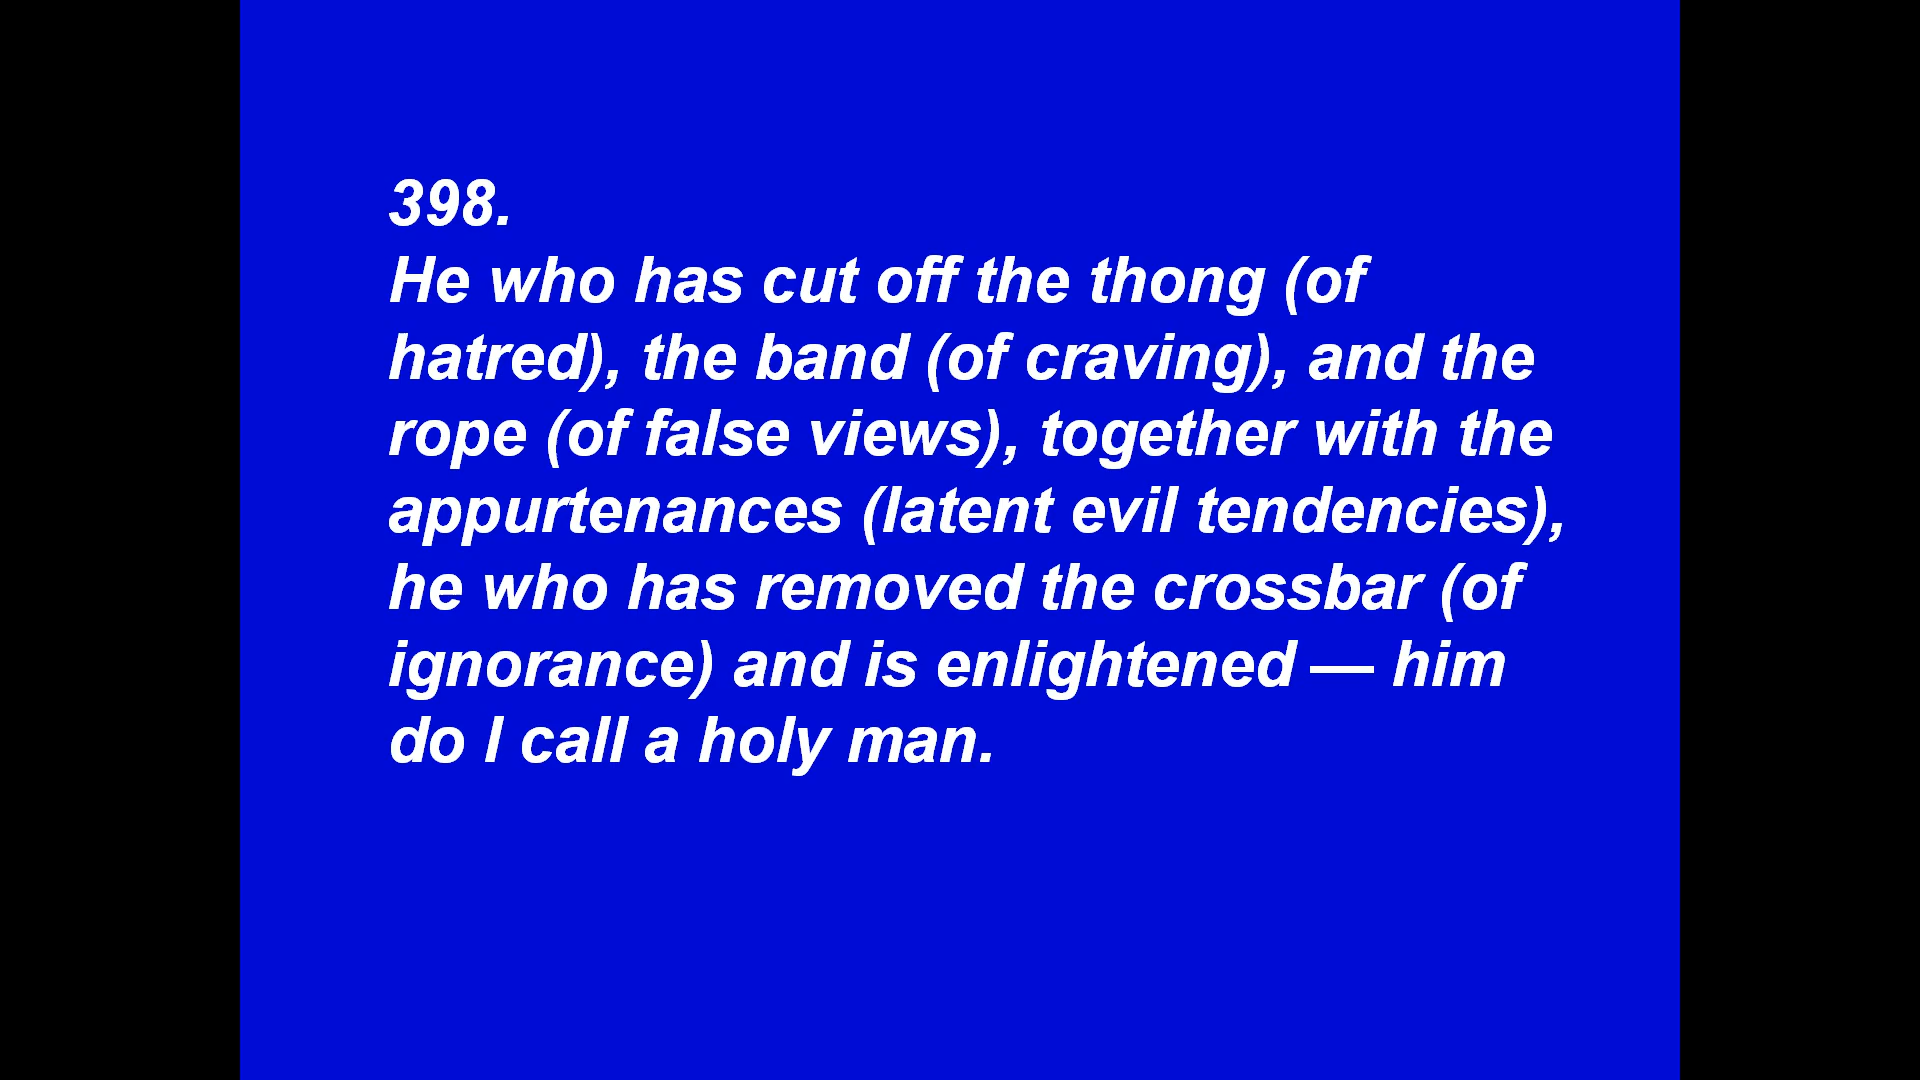 398.
He who has cut off the thong (of
hatred), the band (of craving), and the
rope (of false views), together with the
appurtenances (latent evil tendencies),
he who has removed the crossbar (of
ignorance) and is enlightened — him
do I call a holy man.